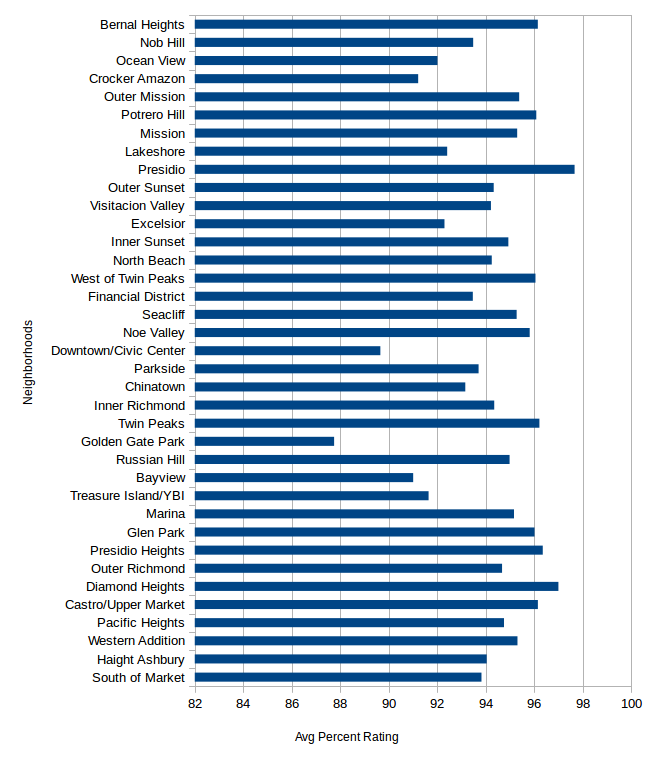 Bernal Heights
Nob Hill
Ocean View
Crocker Amazon
Outer Mission
Potrero Hill
Mission
Lakeshore
Presidio
Outer Sunset
Visitacion Valley
Excelsior
Inner Sunset
North Beach
West of Twin Peaks
Financial District
Seacliff
Noe Valley
Downtown/Civic Center
Parkside
Chinatown
Inner Richmond
Twin Peaks
Golden Gate Park
Russian Hill
Bayview
Treasure Island/YBI
Marina
Glen Park
Presidio Heights
Outer Richmond
Diamond Heights
Castro/Upper Market
Pacific Heights
Western Addition
Haight Ashbury
South of Market
Neighborhoods
82 84 86 88 90 92 94 96 98 100
Avg Percent Rating